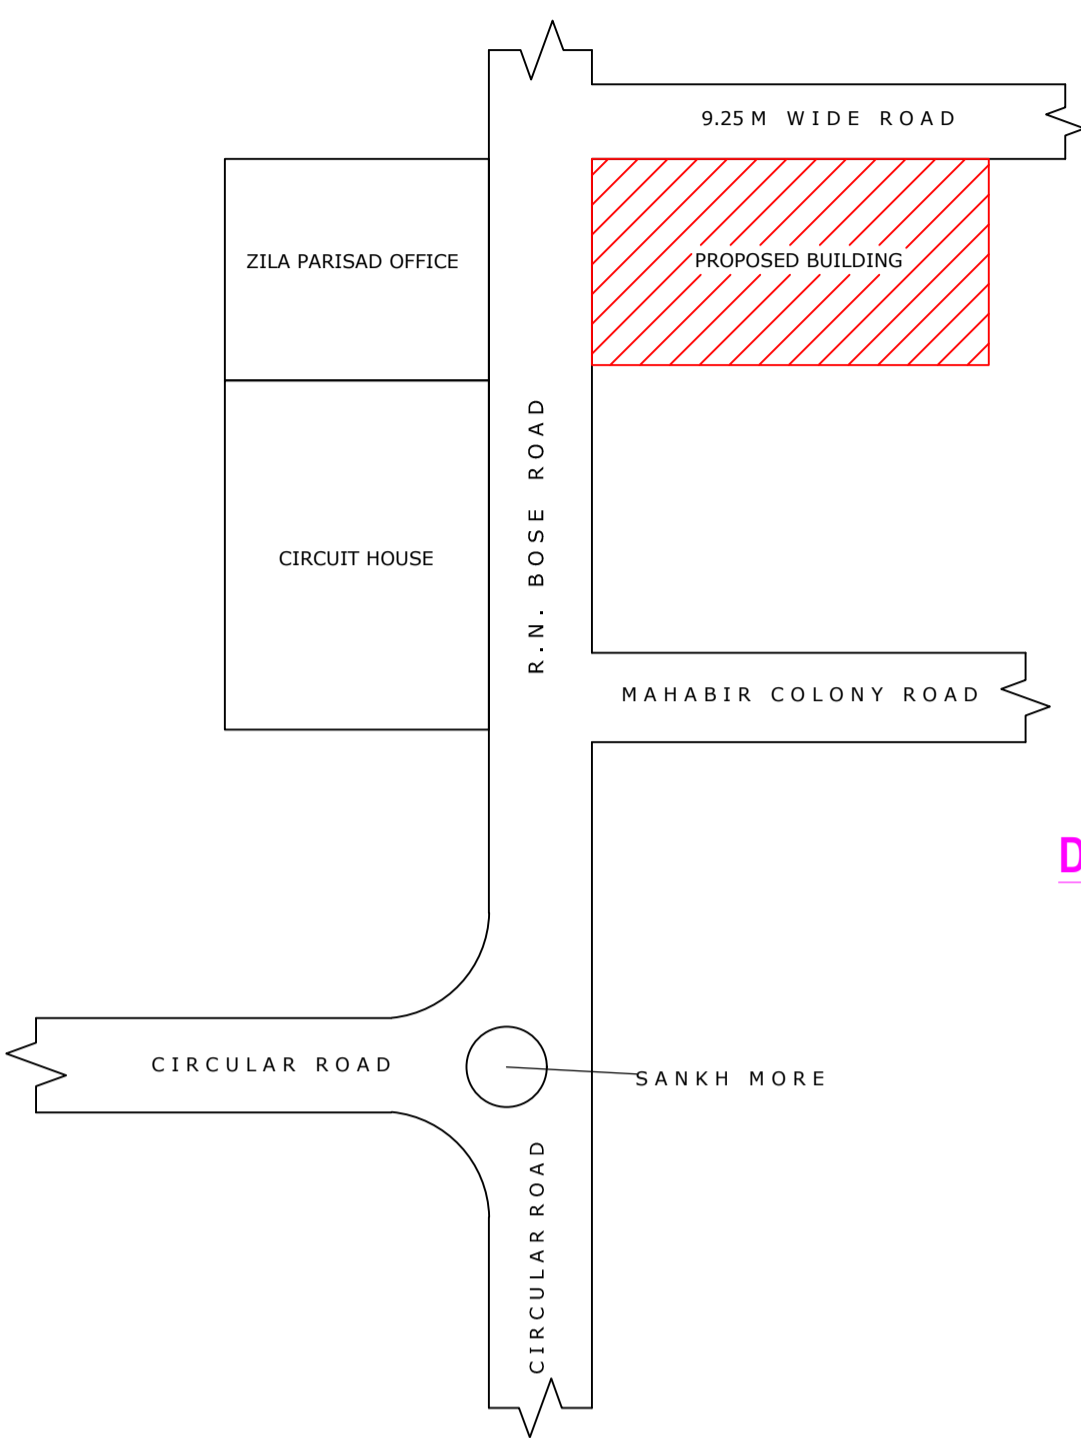 9.25 M WIDE ROAD
ZILA PARISAD OFFICE
PROPOSED BUILDING
R.N. BOSE ROAD
CIRCUIT HOUSE
MAHABIR COLONY ROAD
D
CIRCULAR ROAD
SANKH MORE
CIRCULAR ROAD